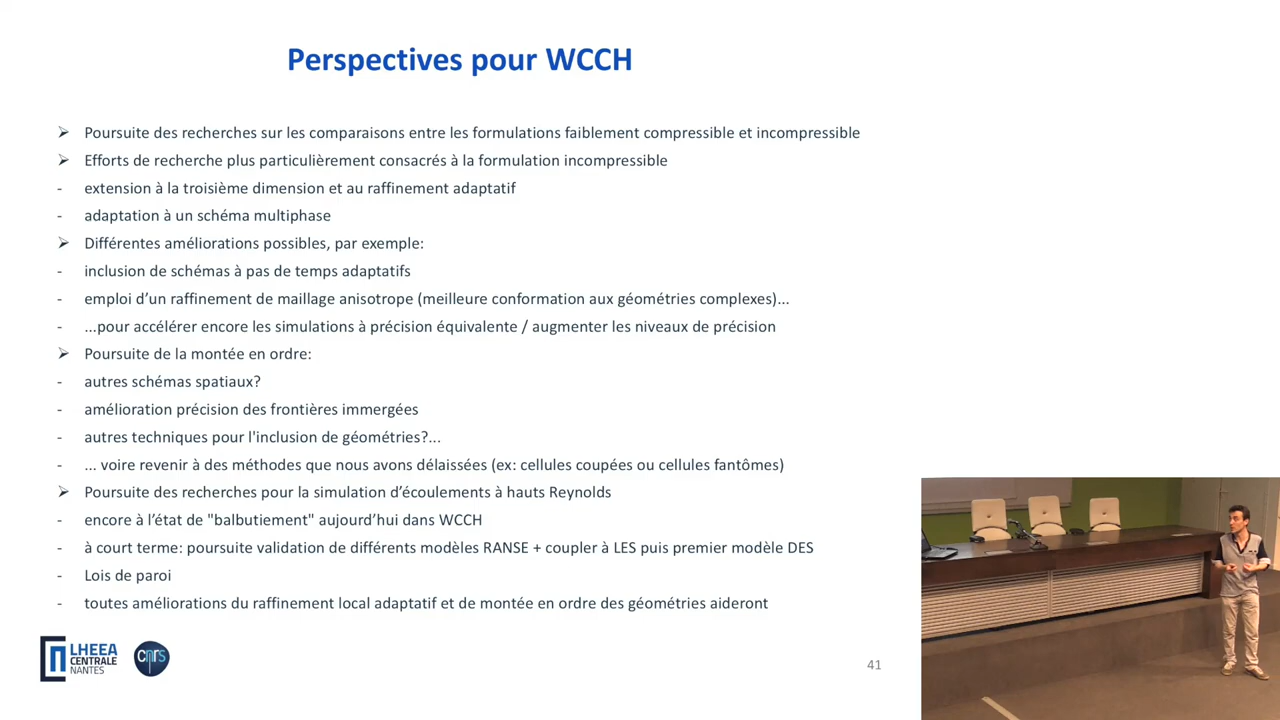 Perspectives pour WCCH
➢ Poursuite des recherches sur les comparaisons entre les formulations faiblement compressible et incompressible
➢ Efforts de recherche plus particulièrement consacrés à la formulation incompressible
- extension à la troisième dimension et au raffinement adaptatif
- adaptation à un schéma multiphase
➢ Différentes améliorations possibles, par exemple:
- inclusion de schémas à pas de temps adaptatifs
- emploi d’un raffinement de maillage anisotrope (meilleure conformation aux géométries complexes)...
- ...pour accélérer encore les simulations à précision équivalente / augmenter les niveaux de précision
➢ Poursuite de la montée en ordre:
- autres schémas spatiaux?
- amélioration précision des frontières immergées
- autres techniques pour l'inclusion de géométries?...
- ... voire revenir à des méthodes que nous avons délaissées (ex: cellules coupées ou cellules fantômes)
➢ Poursuite des recherches pour la simulation d’écoulements à hauts Reynolds
- encore à l’état de "balbutiement" aujourd’hui dans WCCH
- à court terme: poursuite validation de différents modèles RANSE + coupler à LES puis premier modèle DES
- Lois de paroi
- toutes améliorations du raffinement local adaptatif et de montée en ordre des géométries aideront
LHEEA
CENTRALE
NANTES
cnrs
41